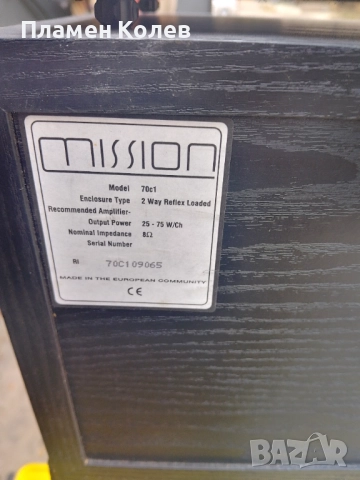 Пламен Колев
mission
Model 70c1
Enclosure Type 2 Way Reflex Loaded
Recommended Amplifier-
Output Power 25 - 75 W/Ch
Nominal Impedance 8Ω
Serial Number
RI 70C109065
MADE IN THE EUROPEAN COMMUNITY
CE
BAZAR